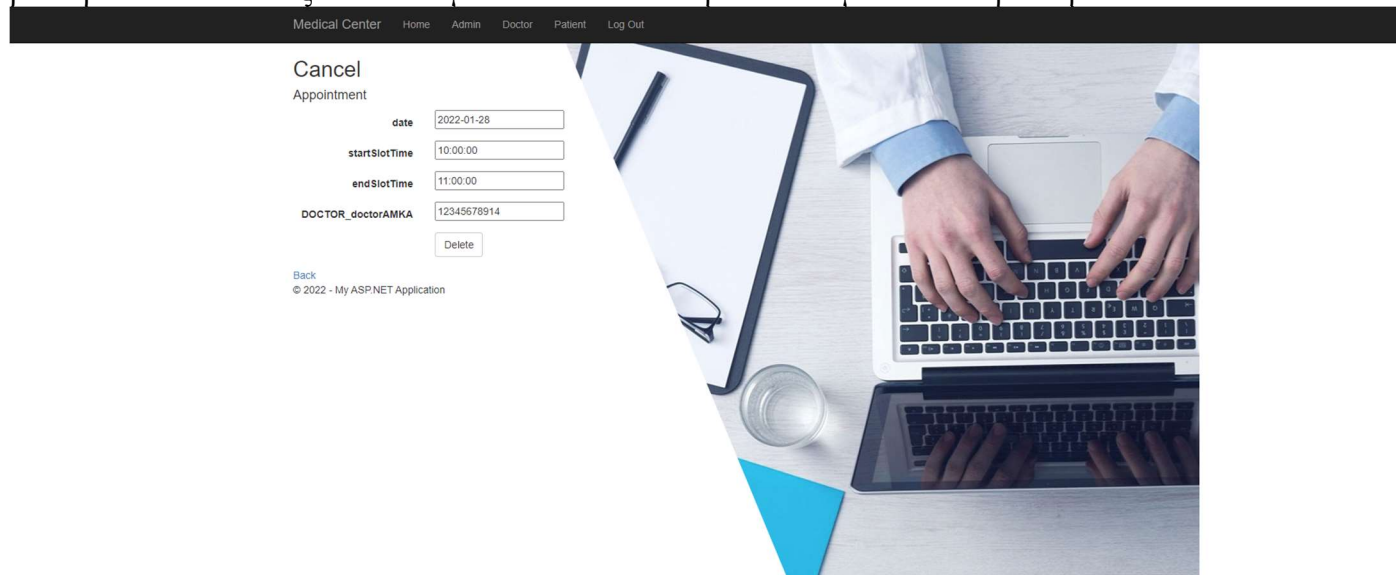 Medical Center Home Admin Doctor Patient Log Out
Cancel
Appointment
date 2022-01-28
startSlotTime 10:00:00
endSlotTime 11:00:00
DOCTOR_doctorAMKA 12345678914
Delete
Back
© 2022 - My ASP.NET Application